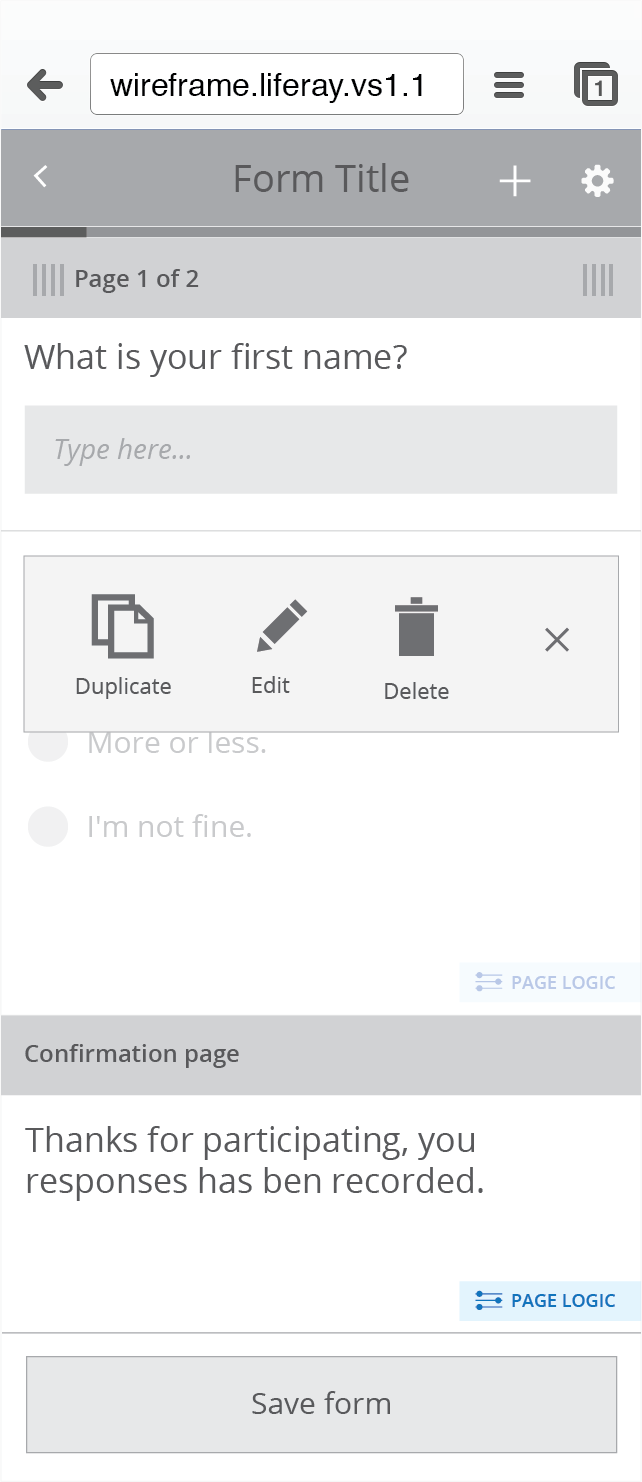 wireframe.liferay.vs1.1
1
Form Title
Page 1 of 2
What is your first name?
Type here...
Duplicate
Edit
Delete
More or less.
I'm not fine.
PAGE LOGIC
Confirmation page
Thanks for participating, you
responses has ben recorded.
PAGE LOGIC
Save form